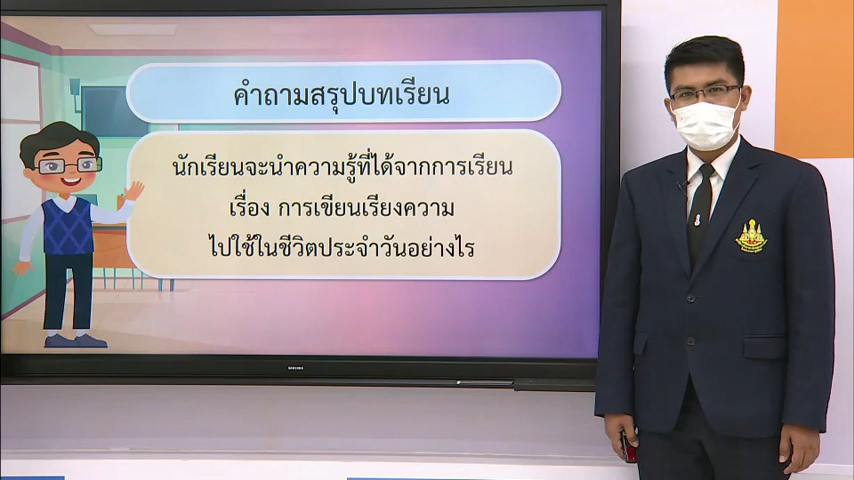 คำถามสรุปบทเรียน
นักเรียนจะนำความรู้ที่ได้จากการเรียน
เรื่อง การเขียนเรียงความ
ไปใช้ในชีวิตประจำวันอย่างไร
SAMSUNG